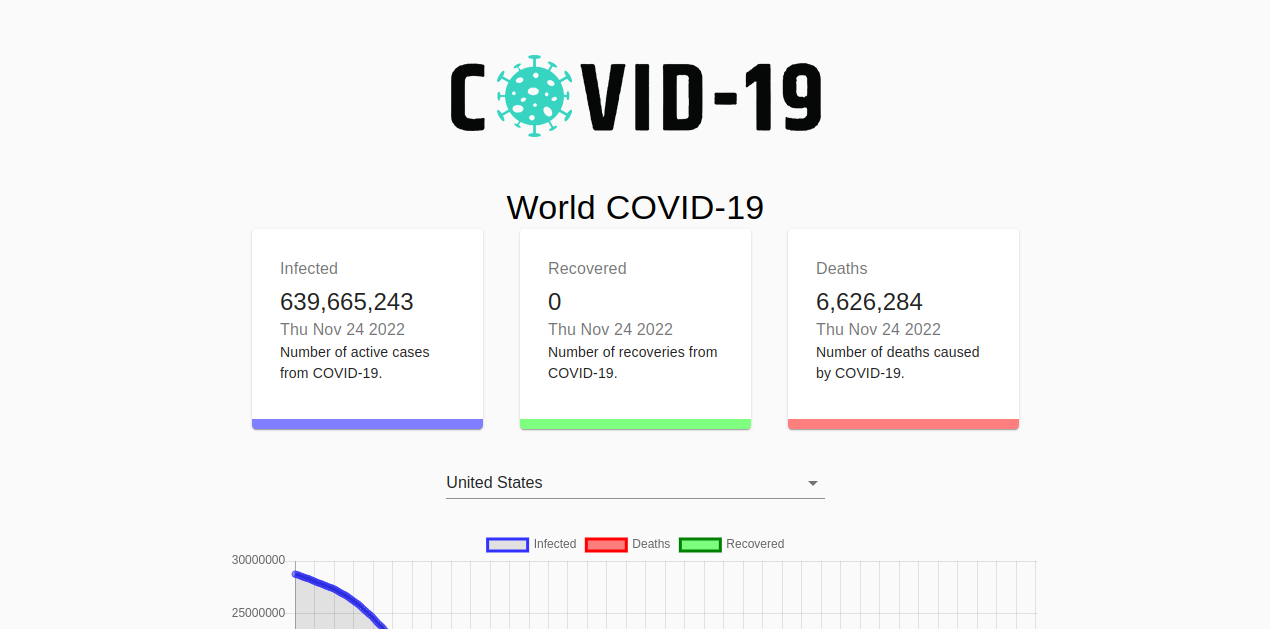 COVID-19
World COVID-19
Infected
639,665,243
Thu Nov 24 2022
Number of active cases
from COVID-19.
Recovered
0
Thu Nov 24 2022
Number of recoveries from
COVID-19.
Deaths
6,626,284
Thu Nov 24 2022
Number of deaths caused
by COVID-19.
United States
Infected Deaths Recovered
30000000
25000000